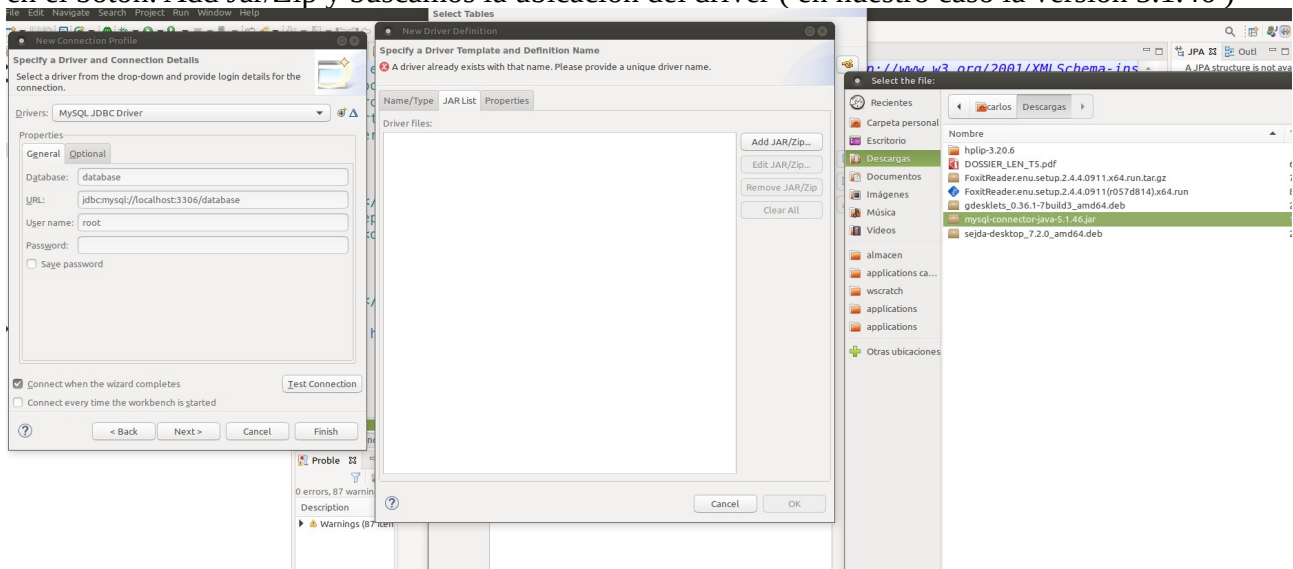 en el botón. Add Jar/Zip y buscamos la ubicación del driver ( en nuestro caso la versión 5.1.46 )
File Edit Navigate Search Project Run Window Help
Select Tables
New Connection Profile
Specify a Driver and Connection Details
Select a driver from the drop-down and provide login details for the
connection.
Drivers: MySQL JDBC Driver
Properties
General Optional
Database: database
URL: jdbc:mysql://localhost:3306/database
User name: root
Password:
Save password
Connect when the wizard completes
Test Connection
Connect every time the workbench is started
< Back Next > Cancel Finish
Proble
0 errors, 87 warnin
Description
Warnings (87 iten
New Driver Definition
Specify a Driver Template and Definition Name
A driver already exists with that name. Please provide a unique driver name.
Name/Type JAR List Properties
Driver files:
Add JAR/Zip...
Edit JAR/Zip...
Remove JAR/Zip
Clear All
Cancel OK
p://www.w3.org/2001/XMLSchema-ins
JPA Outl
A JPA structure is not ava
Select the file:
Recientes
Carpeta personal
Escritorio
Descargas
Documentos
Imágenes
Música
Vídeos
almacen
applications ca...
wscratch
applications
applications
Otras ubicaciones
carlos Descargas
Nombre
hplip-3.20.6
DOSSIER_LEN_T5.pdf
FoxitReader.enu.setup.2.4.4.0911.x64.run.tar.gz
FoxitReader.enu.setup.2.4.4.0911(r057d814).x64.run
gdesklets_0.36.1-7build3_amd64.deb
mysql-connector-java-5.1.46.jar
sejda-desktop_7.2.0_amd64.deb